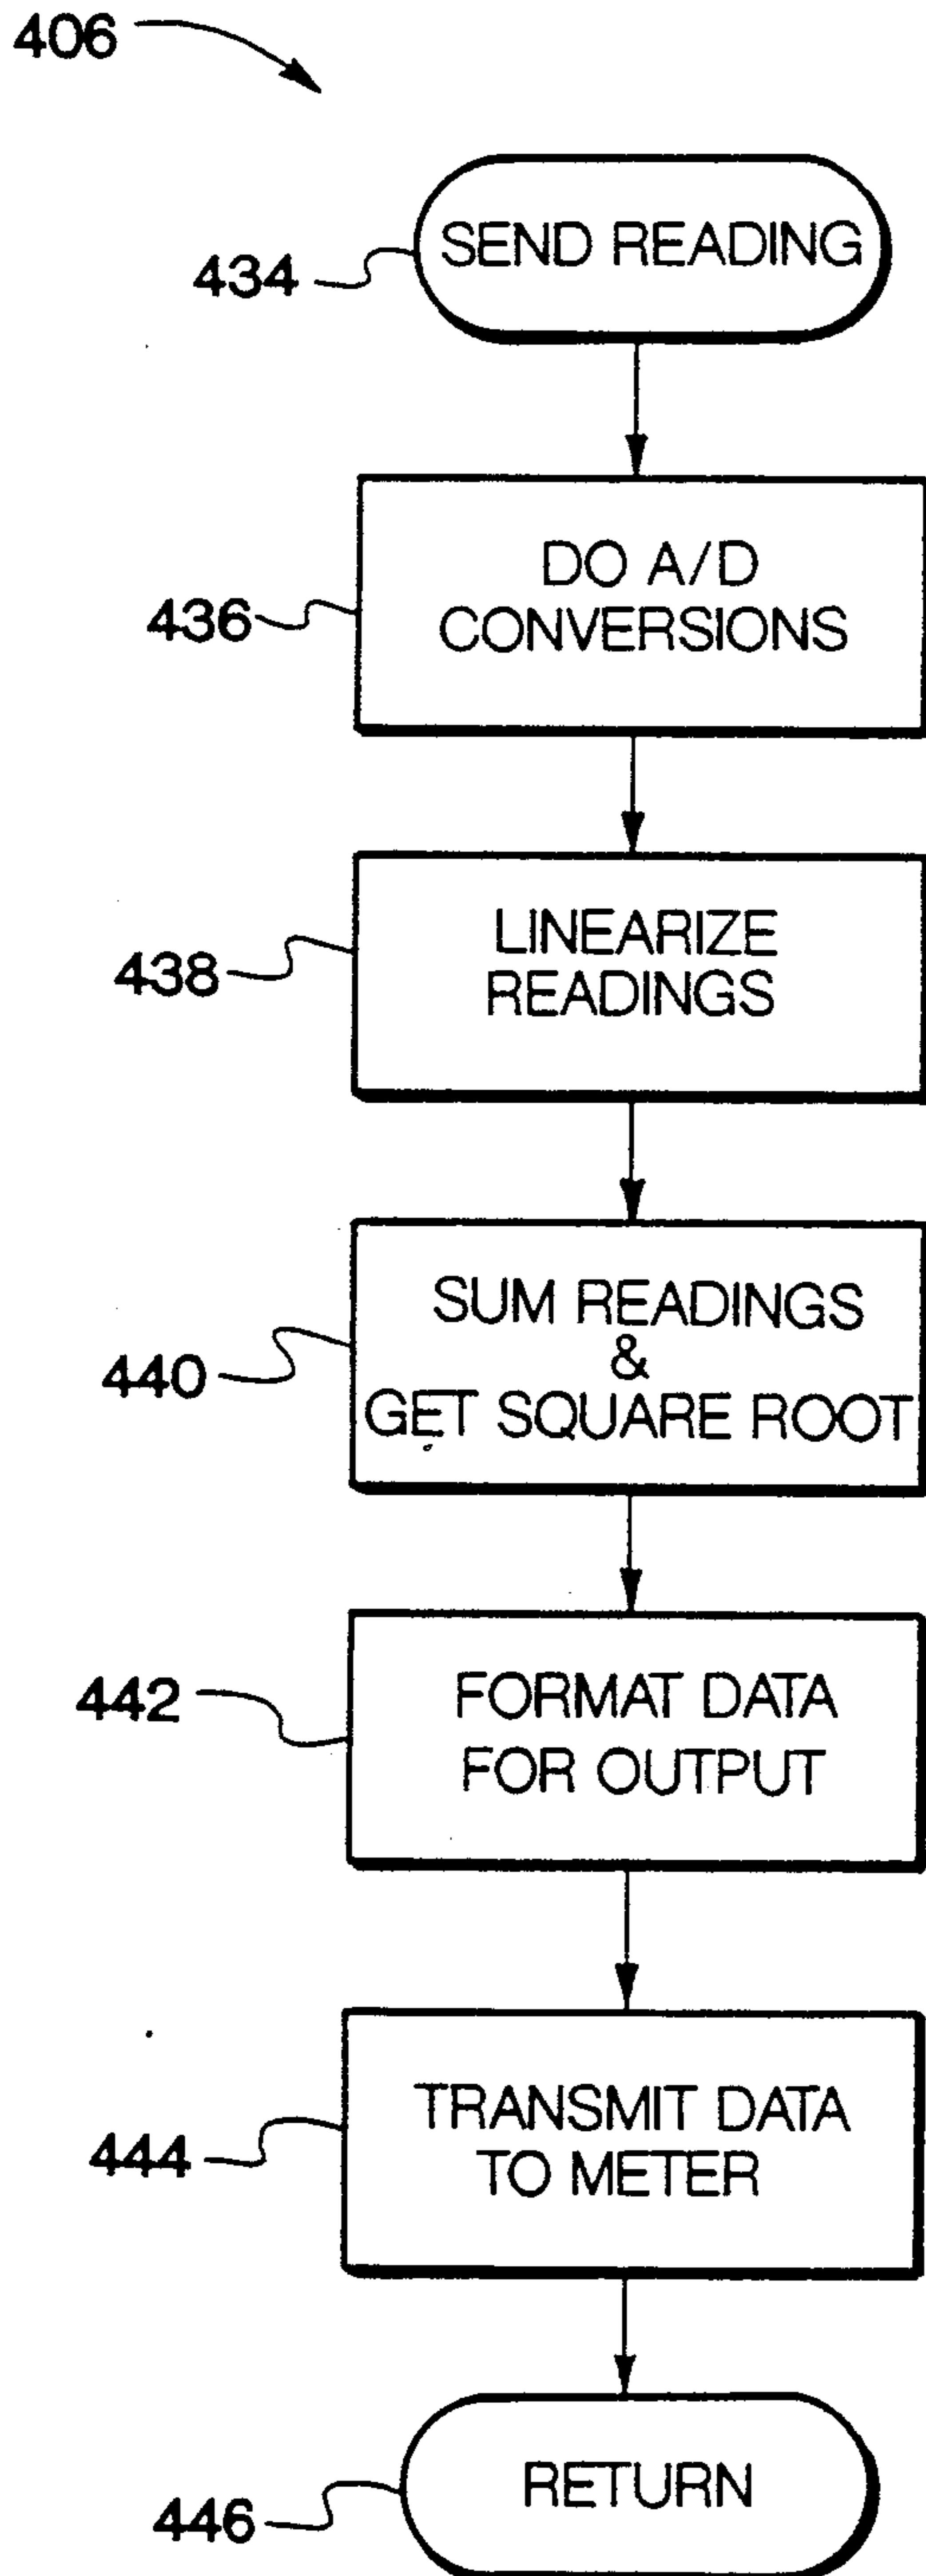 406
434
SEND READING
436
DO A/D
CONVERSIONS
438
LINEARIZE
READINGS
440
SUM READINGS
&
GET SQUARE ROOT
442
FORMAT DATA
FOR OUTPUT
444
TRANSMIT DATA
TO METER
446
RETURN